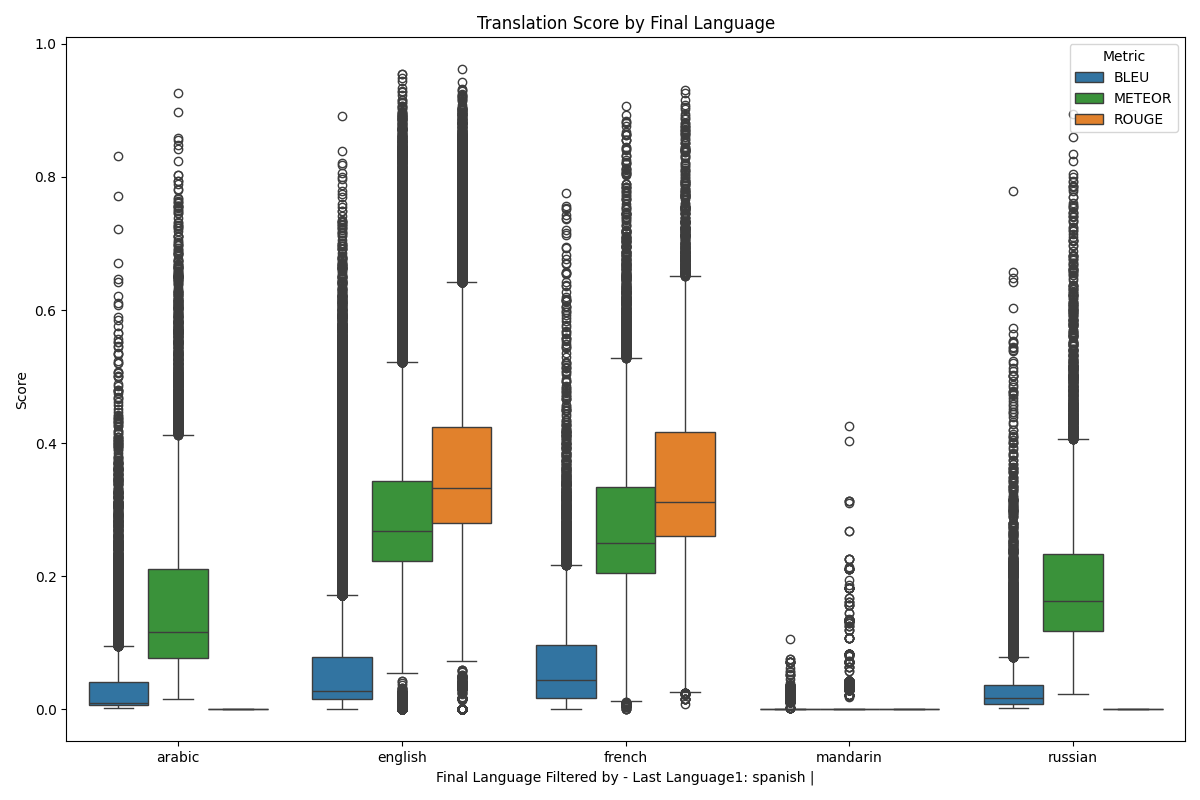 Translation Score by Final Language
Metric
BLEU
METEOR
ROUGE
Score
1.0
0.8
0.6
0.4
0.2
0.0
arabic
english
french
mandarin
russian
Final Language Filtered by - Last Language1: spanish |